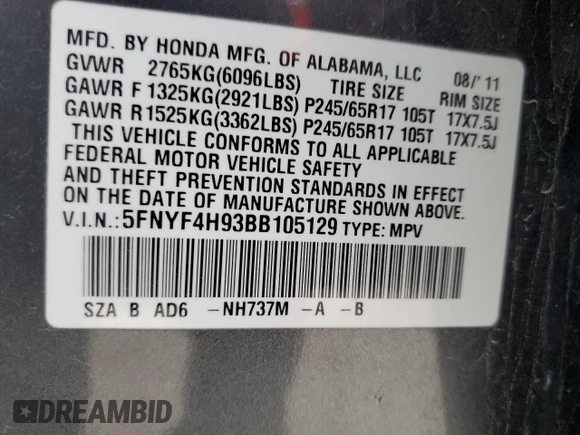 MFD. BY HONDA MFG. OF ALABAMA, LLC 08/'11
GVWR 2765KG(6096LBS) TIRE SIZE RIM SIZE
GAWR F 1325KG(2921LBS) P245/65R17 105T 17X7.5J
GAWR R 1525KG(3362LBS) P245/65R17 105T 17X7.5J
THIS VEHICLE CONFORMS TO ALL APPLICABLE
FEDERAL MOTOR VEHICLE SAFETY
AND THEFT PREVENTION STANDARDS IN EFFECT
ON THE DATE OF MANUFACTURE SHOWN ABOVE.
V.I.N.: 5FNYF4H93BB105129 TYPE: MPV
SZA B AD6 -NH737M -A -B
DREAMBID